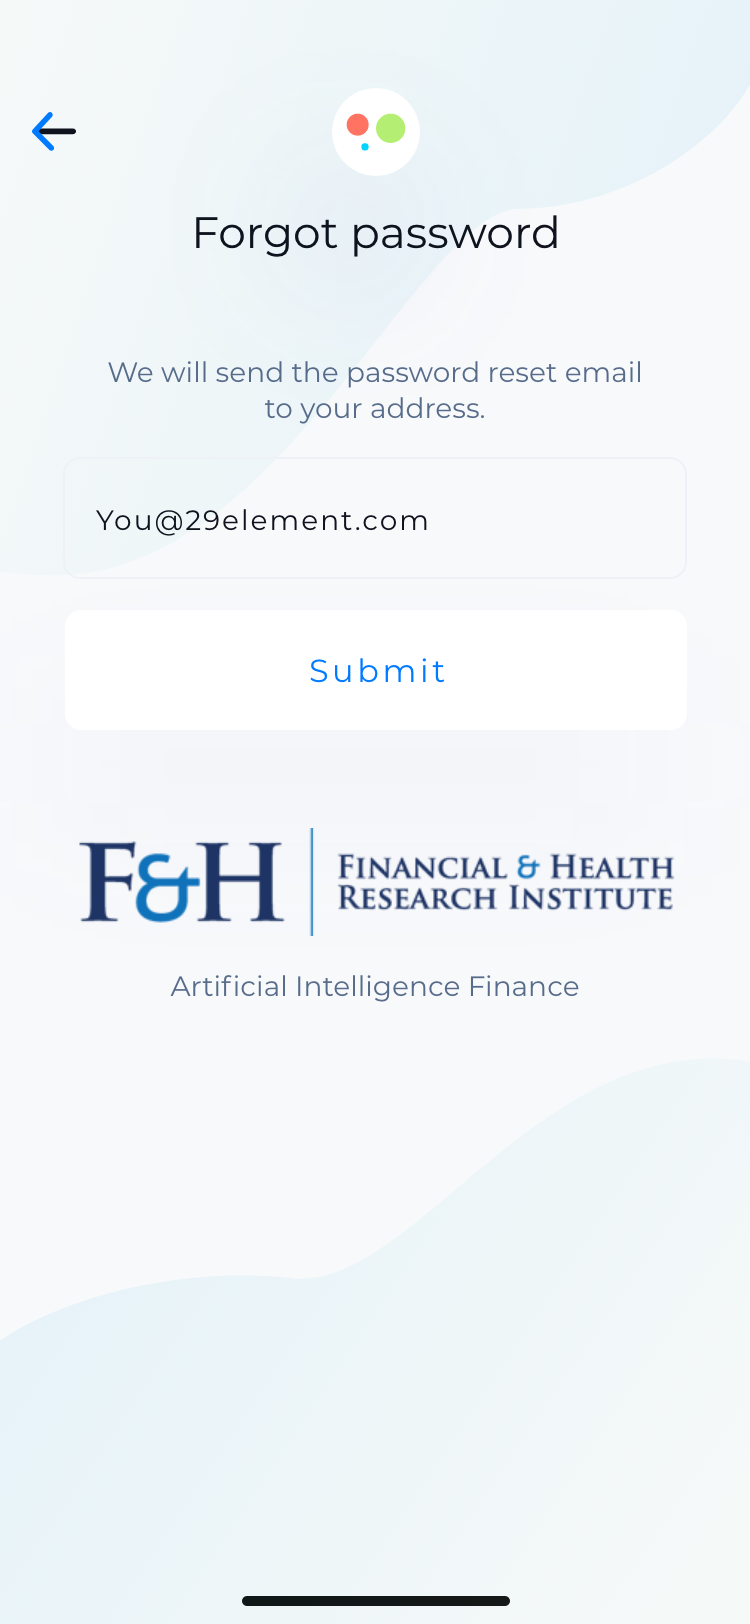 Forgot password
We will send the password reset email
to your address.
You@29element.com
Submit
F&H
FINANCIAL & HEALTH
RESEARCH INSTITUTE
Artificial Intelligence Finance